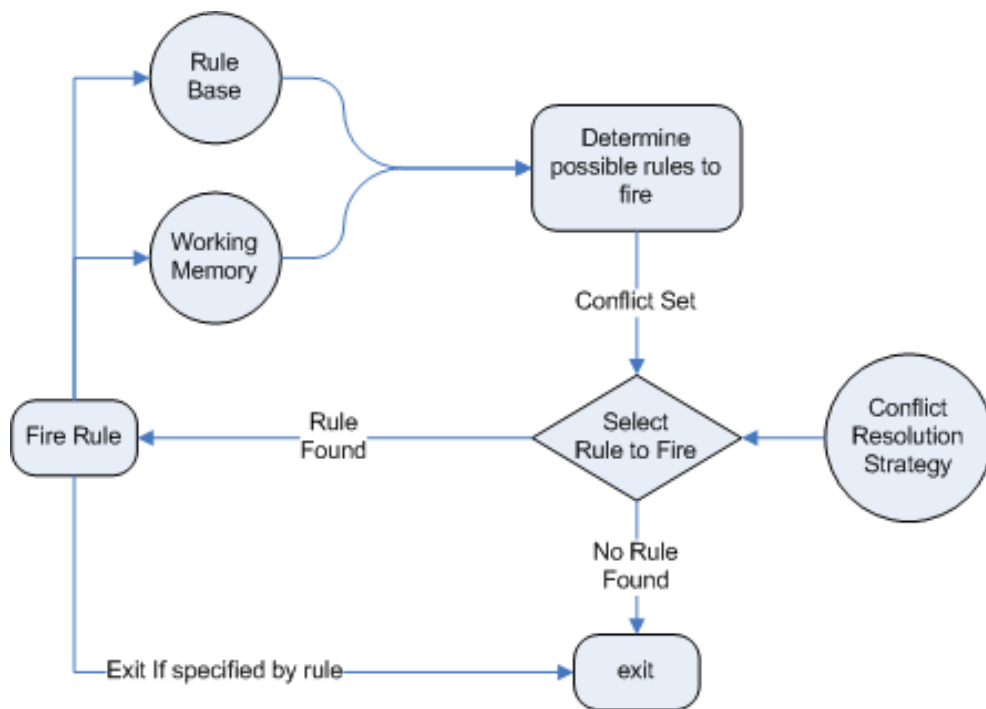 Rule
Base
Determine
possible rules to
fire
Working
Memory
Conflict Set
Fire Rule
Rule
Found
Select
Rule to Fire
Conflict
Resolution
Strategy
No Rule
Found
Exit If specified by rule
exit